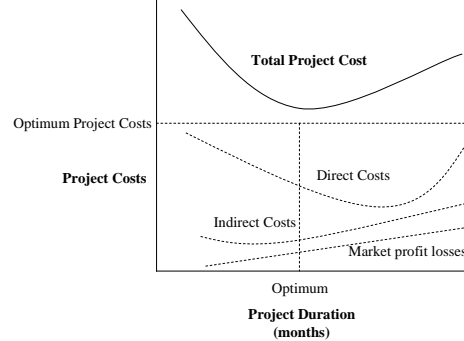 Total Project Cost
Optimum Project Costs
Project Costs
Direct Costs
Indirect Costs
Market profit losses
Optimum
Project Duration
(months)